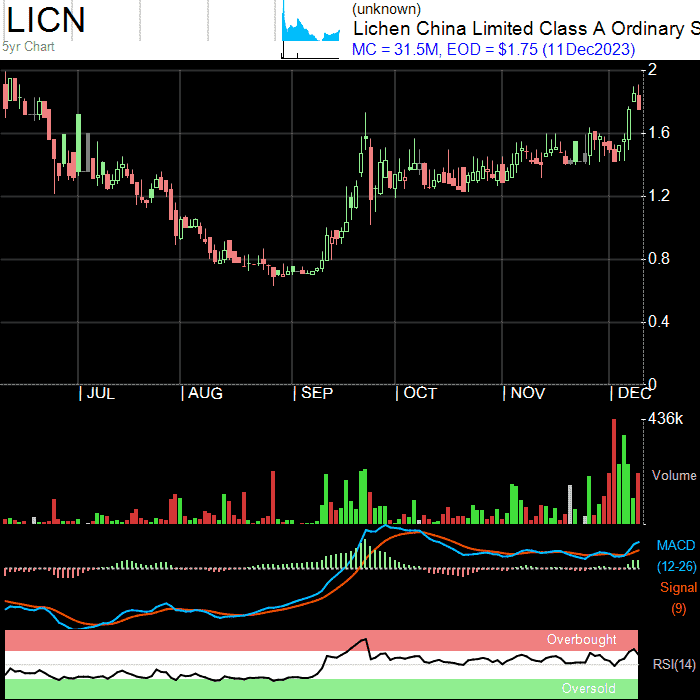 LICN
5yr Chart
(unknown)
Lichen China Limited Class A Ordinary S
MC = 31.5M, EOD = $1.75 (11Dec2023)
2
1.6
1.2
0.8
0.4
0
JUL
AUG
SEP
OCT
NOV
DEC
436k
Volume
MACD
(12-26)
Signal
(9)
Overbought
RSI(14)
Oversold